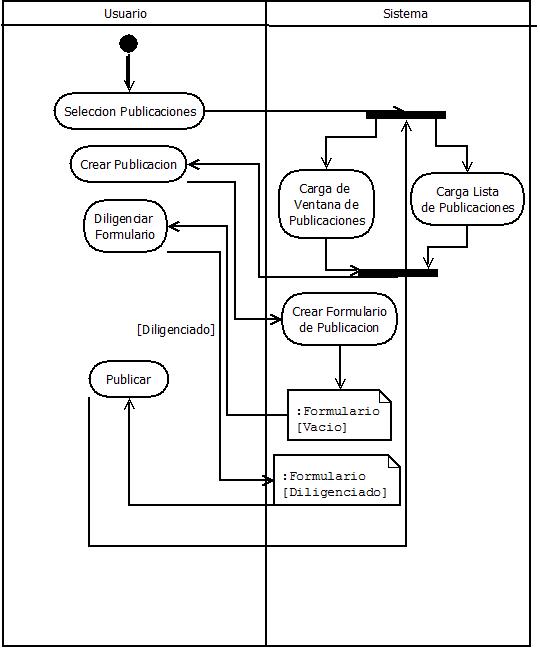 Usuario
Sistema
Seleccion Publicaciones
Crear Publicacion
Carga de
Ventana de
Publicaciones
Carga Lista
de Publicaciones
Diligenciar
Formulario
Crear Formulario
de Publicacion
[Diligenciado]
Publicar
:Formulario
[Vacio]
:Formulario
[Diligenciado]